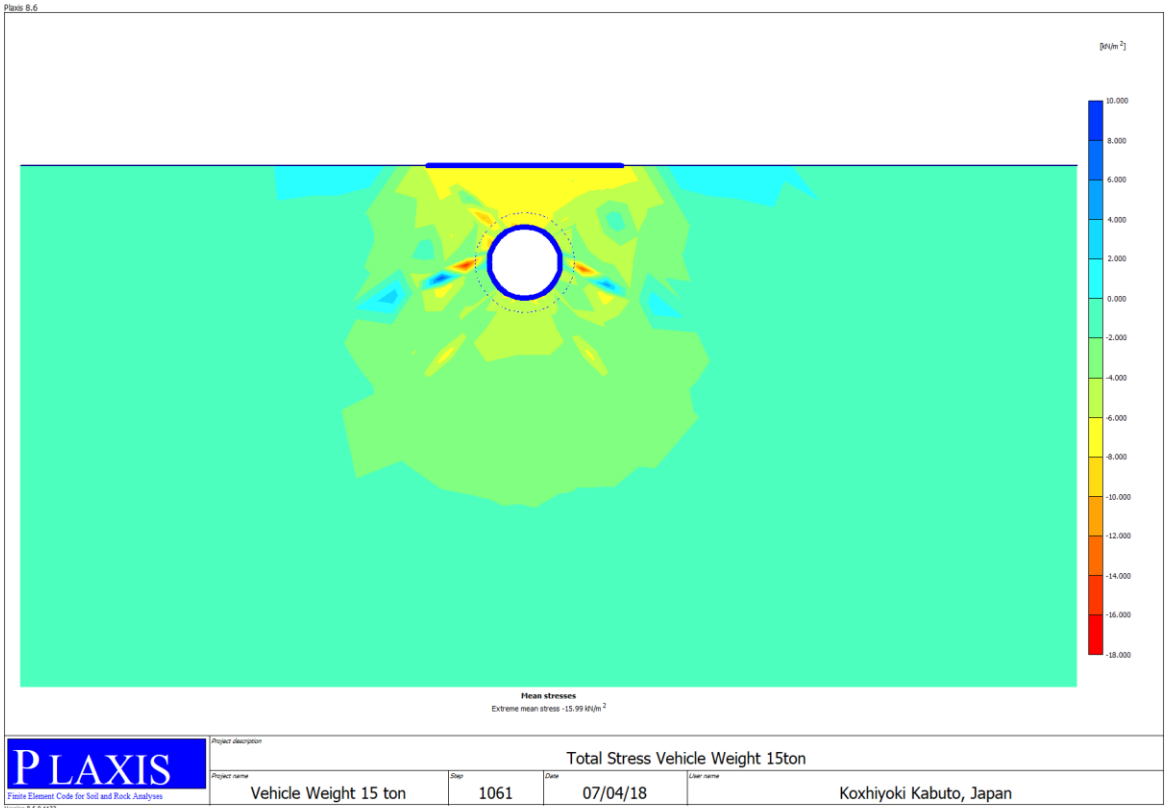 Plaxis 8.6
[kN/m 2]
10.000
8.000
6.000
4.000
2.000
0.000
-2.000
-4.000
-6.000
-8.000
-10.000
-12.000
-14.000
-16.000
-18.000
Mean stresses
Extreme mean stress -15.99 kN/m 2
PLAXIS
Finite Element Code for Soil and Rock Analyses
Project description
Total Stress Vehicle Weight 15ton
Project name
Vehicle Weight 15 ton
Step
1061
Date
07/04/18
User name
Koxhiyoki Kabuto, Japan